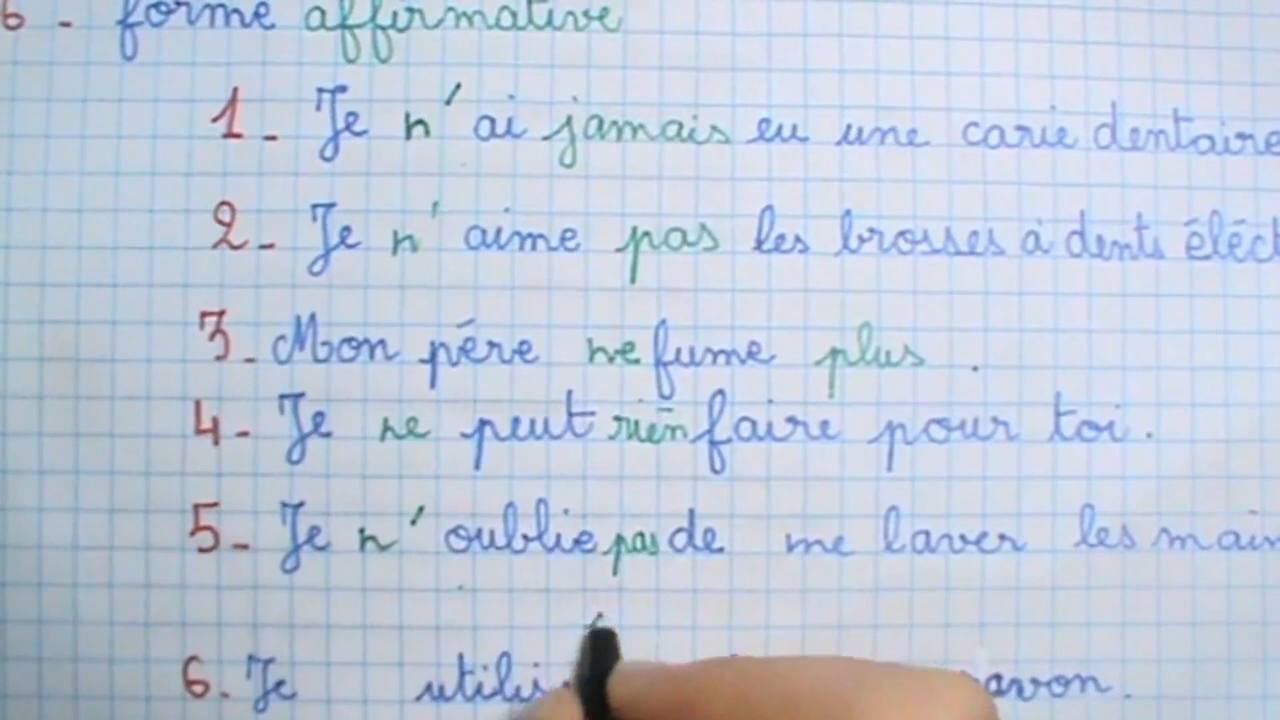 6 - forme affirmative
1 - Je n'ai jamais eu une carie dentaire
2 - Je n'aime pas les brosses à dents éléct
3 - Mon pére ne fume plus .
4 - Je ne peut rien faire pour toi .
5 - Je n'oublie pas de me laver les main
6 . Je utilis avon .